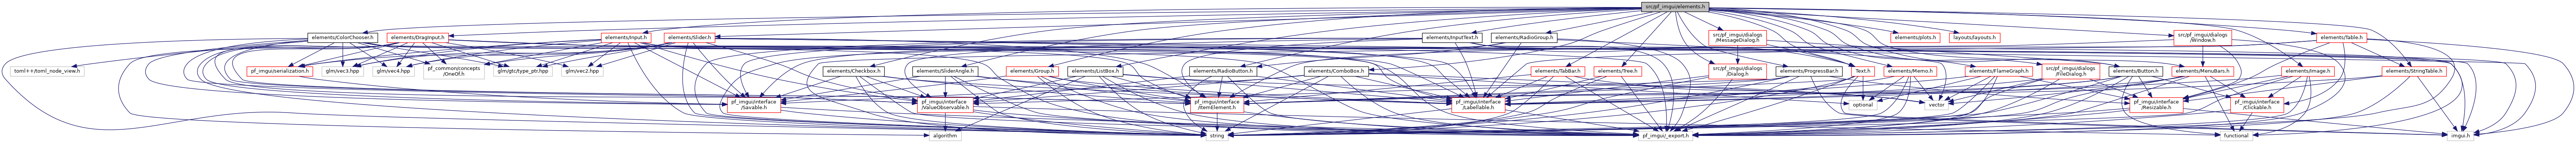 src/pf_imgui/elements.h
elements/ColorChooser.h
elements/DragInput.h
elements/Input.h
elements/Slider.h
elements/InputText.h
elements/RadioGroup.h
src/pf_imgui/dialogs
/MessageDialog.h
elements/plots.h
layouts/layouts.h
src/pf_imgui/dialogs
/Window.h
elements/Table.h
toml++/toml_node_view.h
pf_imgui/serialization.h
glm/vec3.hpp
glm/vec4.hpp
pf_common/concepts
/OneOf.h
glm/gtc/type_ptr.hpp
glm/vec2.hpp
elements/Checkbox.h
elements/SliderAngle.h
elements/Group.h
elements/ListBox.h
elements/RadioButton.h
elements/ComboBox.h
elements/TabBar.h
elements/Tree.h
src/pf_imgui/dialogs
/Dialog.h
elements/ProgressBar.h
Text.h
elements/Memo.h
elements/FlameGraph.h
src/pf_imgui/dialogs
/FileDialog.h
elements/Button.h
elements/MenuBars.h
elements/Image.h
elements/StringTable.h
pf_imgui/interface
/Savable.h
pf_imgui/interface
/ValueObservable.h
pf_imgui/interface
/ItemElement.h
pf_imgui/interface
/Labellable.h
optional
vector
pf_imgui/interface
/Resizable.h
pf_imgui/interface
/Clickable.h
algorithm
string
pf_imgui/_export.h
functional
imgui.h